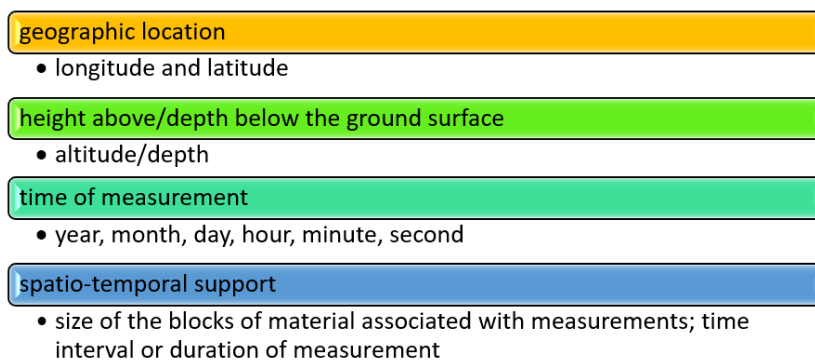 geographic location
• longitude and latitude
height above/depth below the ground surface
• altitude/depth
time of measurement
• year, month, day, hour, minute, second
spatio-temporal support
• size of the blocks of material associated with measurements; time
interval or duration of measurement